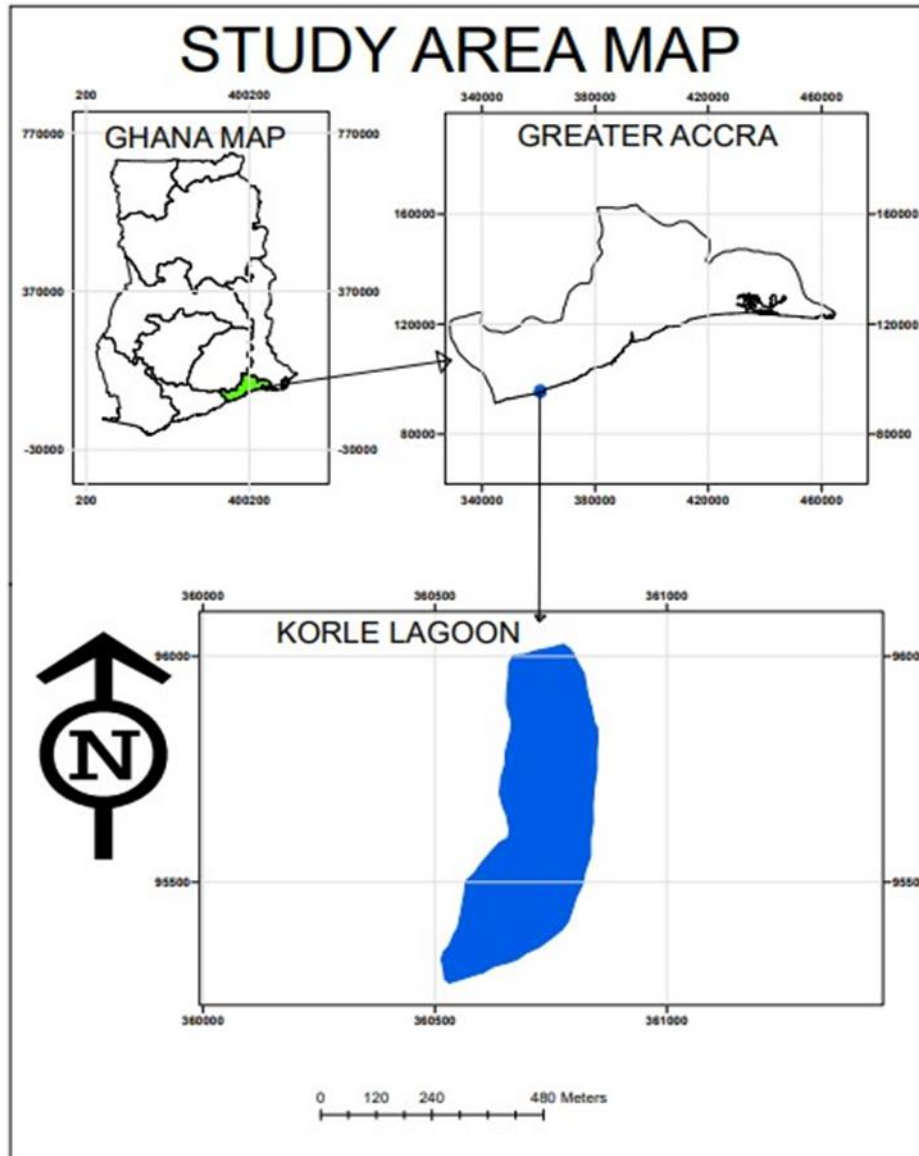 STUDY AREA MAP
200 400200
340000 380000 420000 460000
GHANA MAP
GREATER ACCRA
770000 770000
160000 160000
370000 370000
120000 120000
80000 80000
-30000 -30000
200 400200
340000 380000 420000 460000
360000 360500 361000
KORLE LAGOON
96000 96000
N
95500 95500
360000 360500 361000
0 120 240 480 Meters